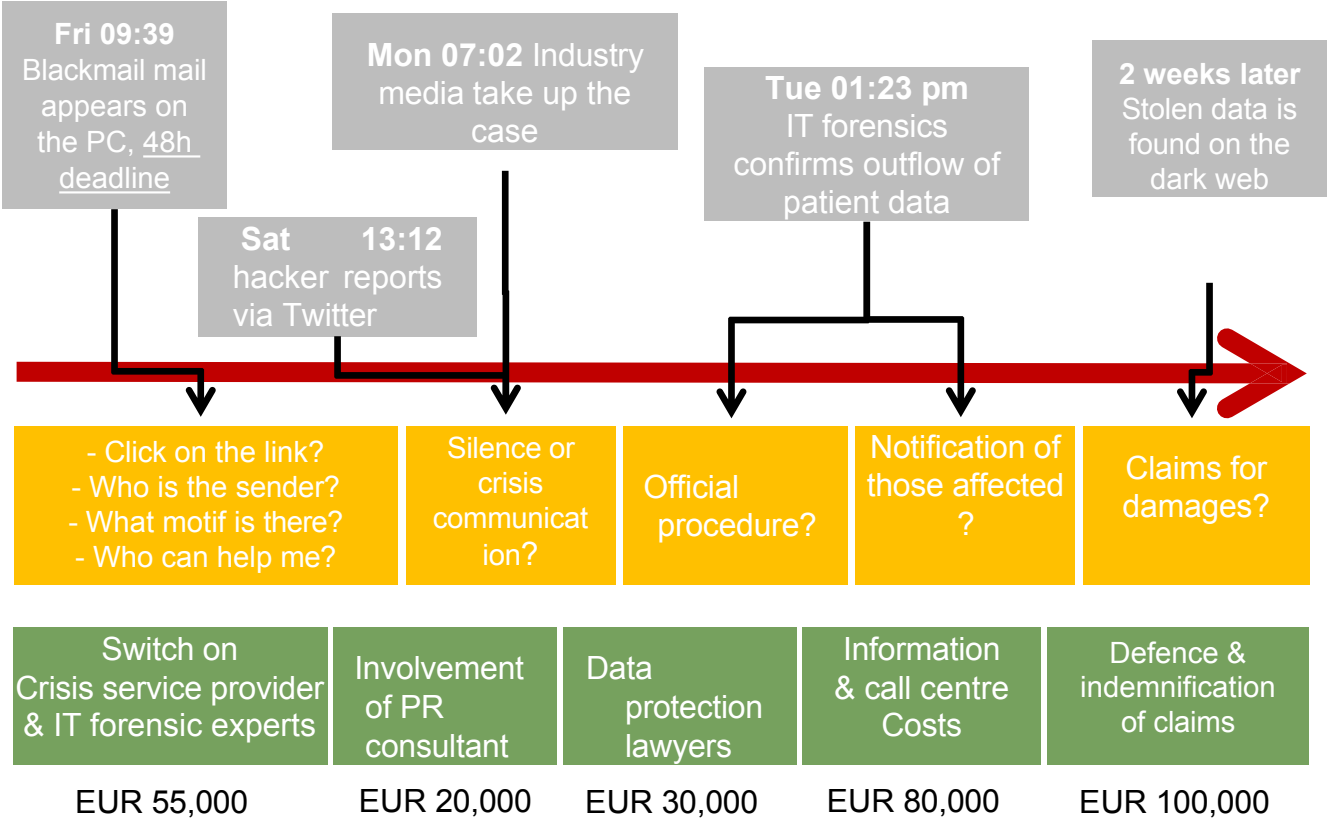 Fri 09:39
Blackmail mail
appears on
the PC, 48h
deadline
Sat 13:12
hacker reports
via Twitter
Mon 07:02 Industry
media take up the
case
Tue 01:23 pm
IT forensics
confirms outflow of
patient data
2 weeks later
Stolen data is
found on the
dark web
- Click on the link?
- Who is the sender?
- What motif is there?
- Who can help me?
Silence or
crisis
communicat
ion?
Official
procedure?
Notification of
those affected
?
Claims for
damages?
Switch on
Crisis service provider
& IT forensic experts
Involvement
of PR
consultant
Data
protection
lawyers
Information
& call centre
Costs
Defence &
indemnification
of claims
EUR 55,000
EUR 20,000
EUR 30,000
EUR 80,000
EUR 100,000